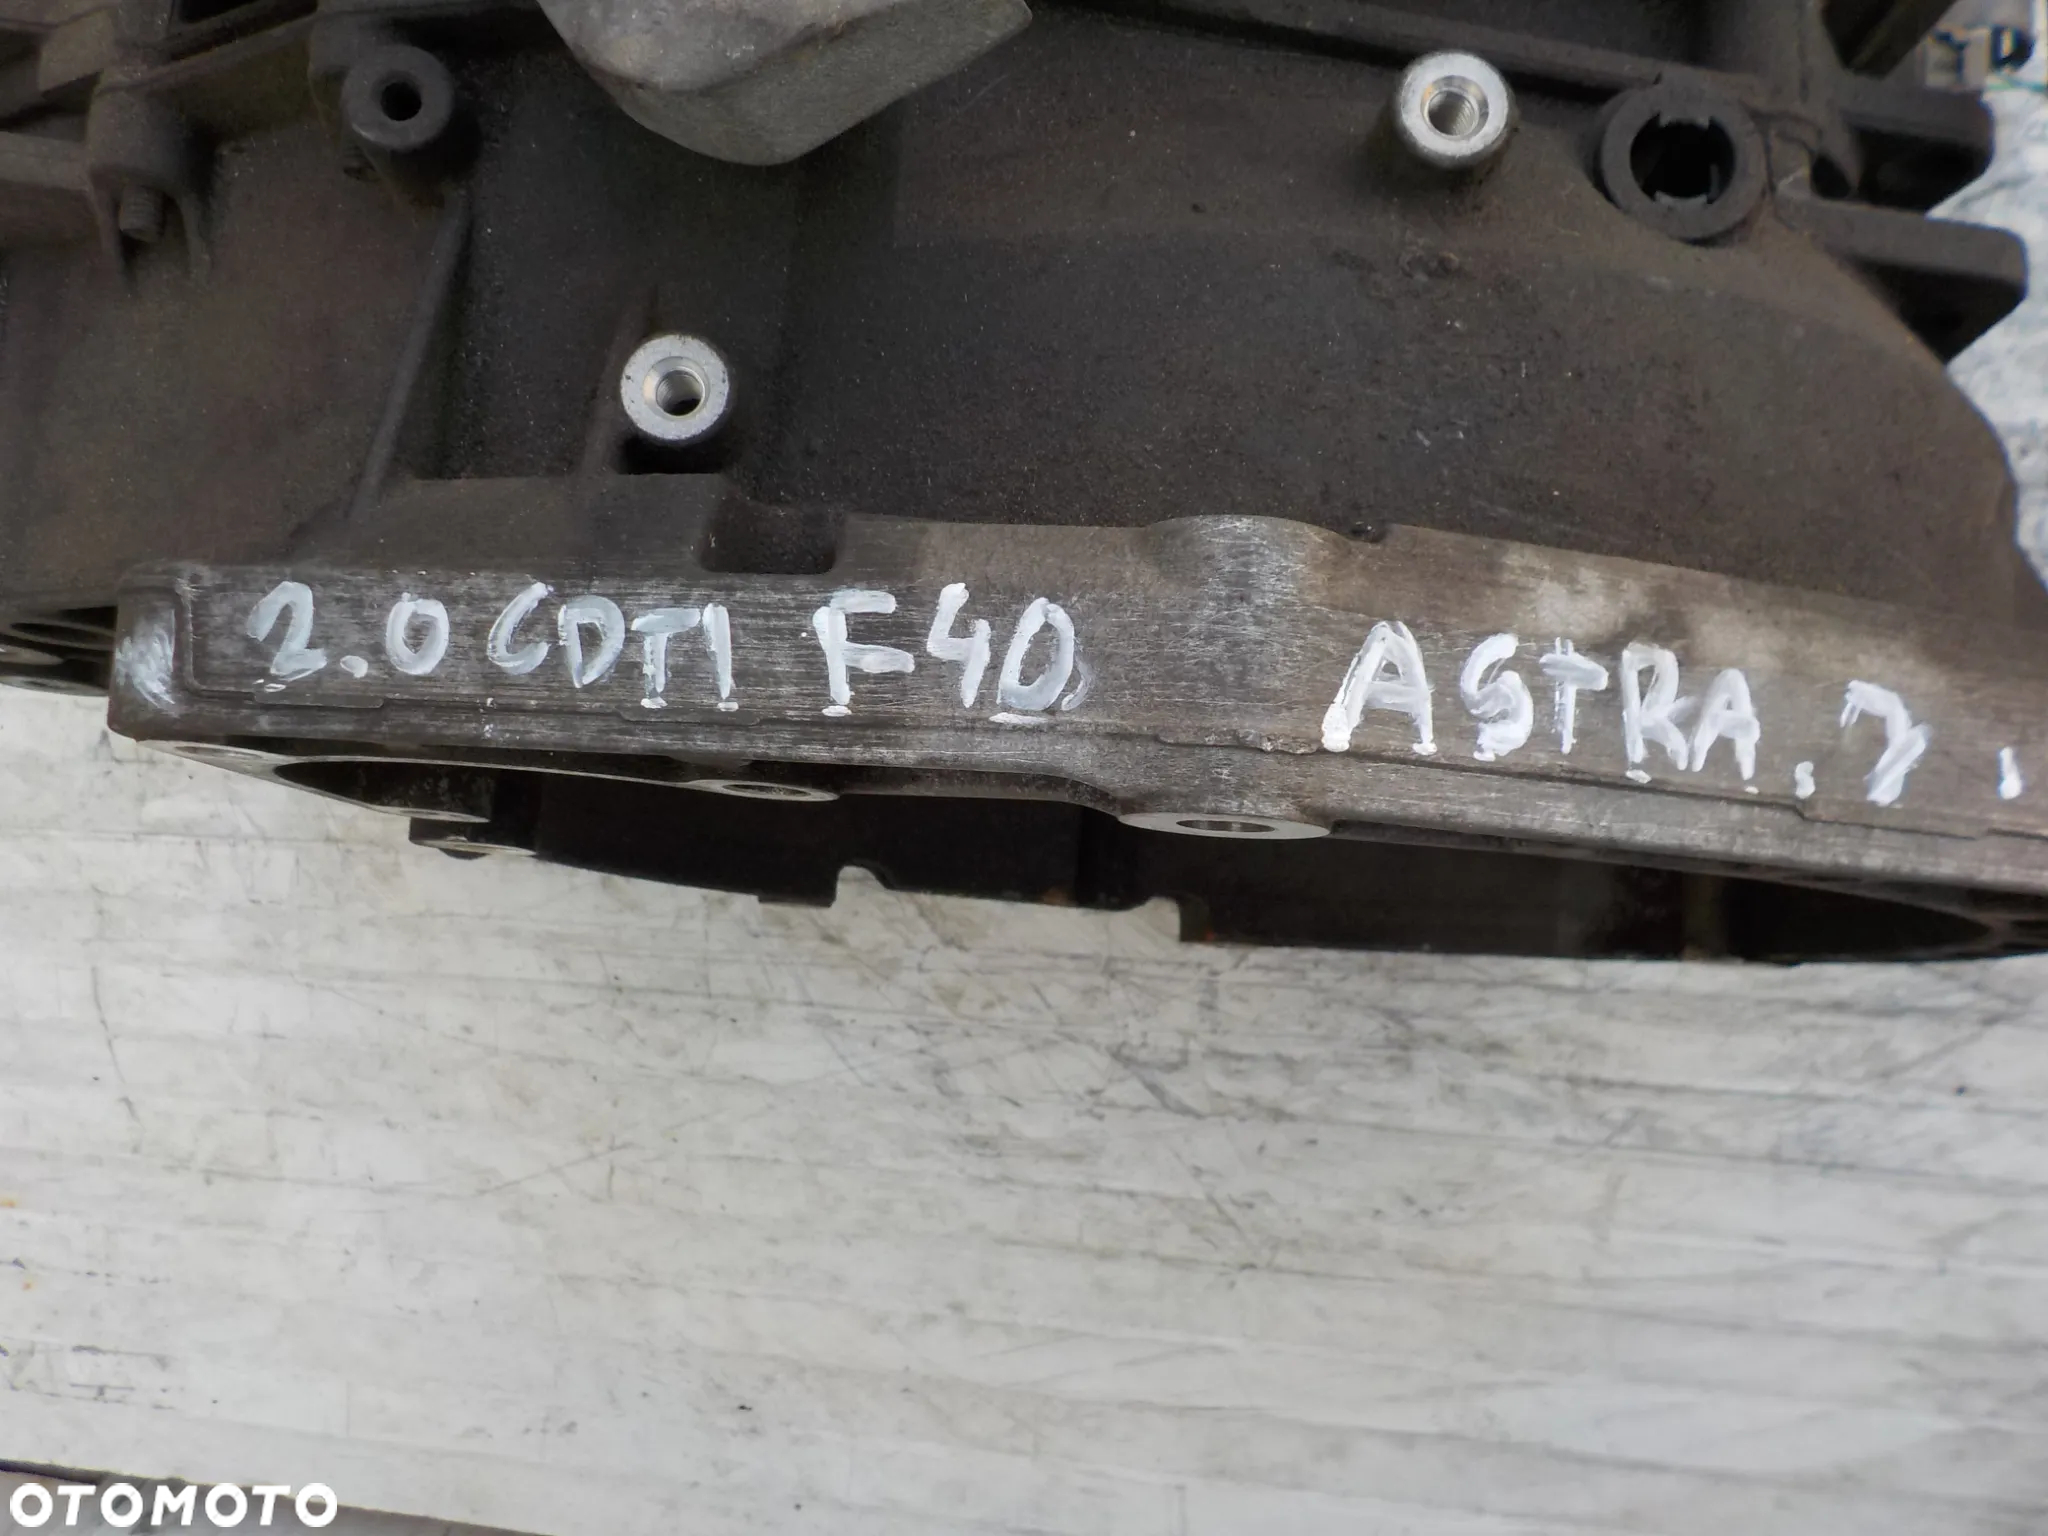 2.0 CDTI F40 ASTRA.
OTOMOTO